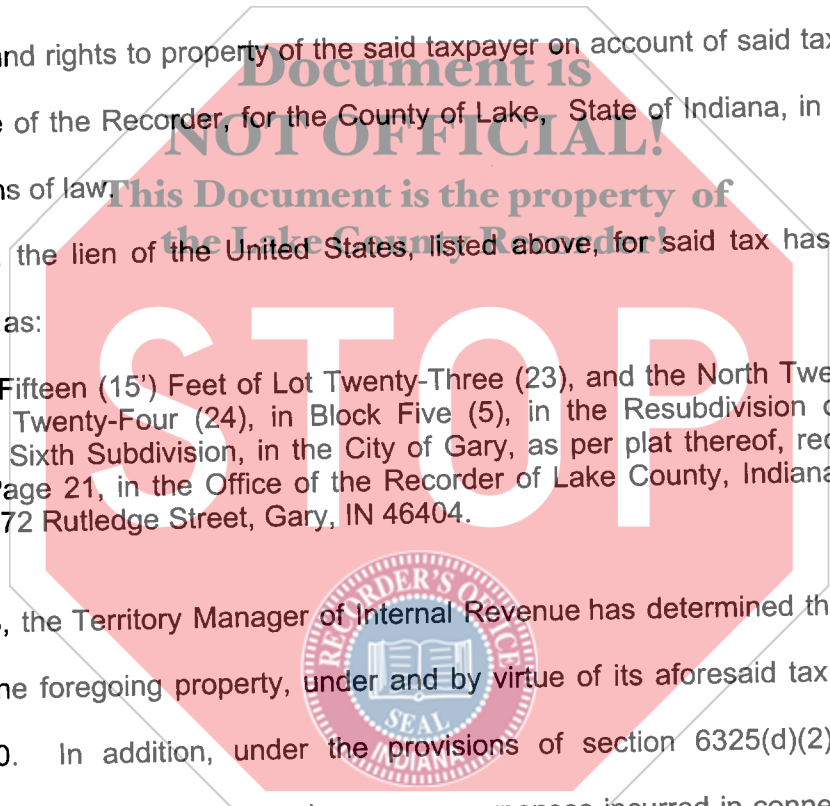 and rights to property of the said taxpayer on account of said tax
Document is
of the Recorder, for the County of Lake, State of Indiana, in
NOT OFFICIAL!
of law.
This Document is the property of
the lien of the United States, listed above, for said tax has
the Lake County Recorder!
as:
STOP
Fifteen (15') Feet of Lot Twenty-Three (23), and the North
Twenty-Four (24), in Block Five (5), in the Resubdivision
Sixth Subdivision, in the City of Gary, as per plat thereof,
Page 21, in the Office of the Recorder of Lake County, Indiana
72 Rutledge Street, Gary, IN 46404.
RECORDER'S OFFICE
, the Territory Manager of Internal Revenue has determined
foregoing property, under and by virtue of its aforesaid tax
SEAL
0. In addition, under the provisions of section 6325(d)(2)
INDIANA
incurred in